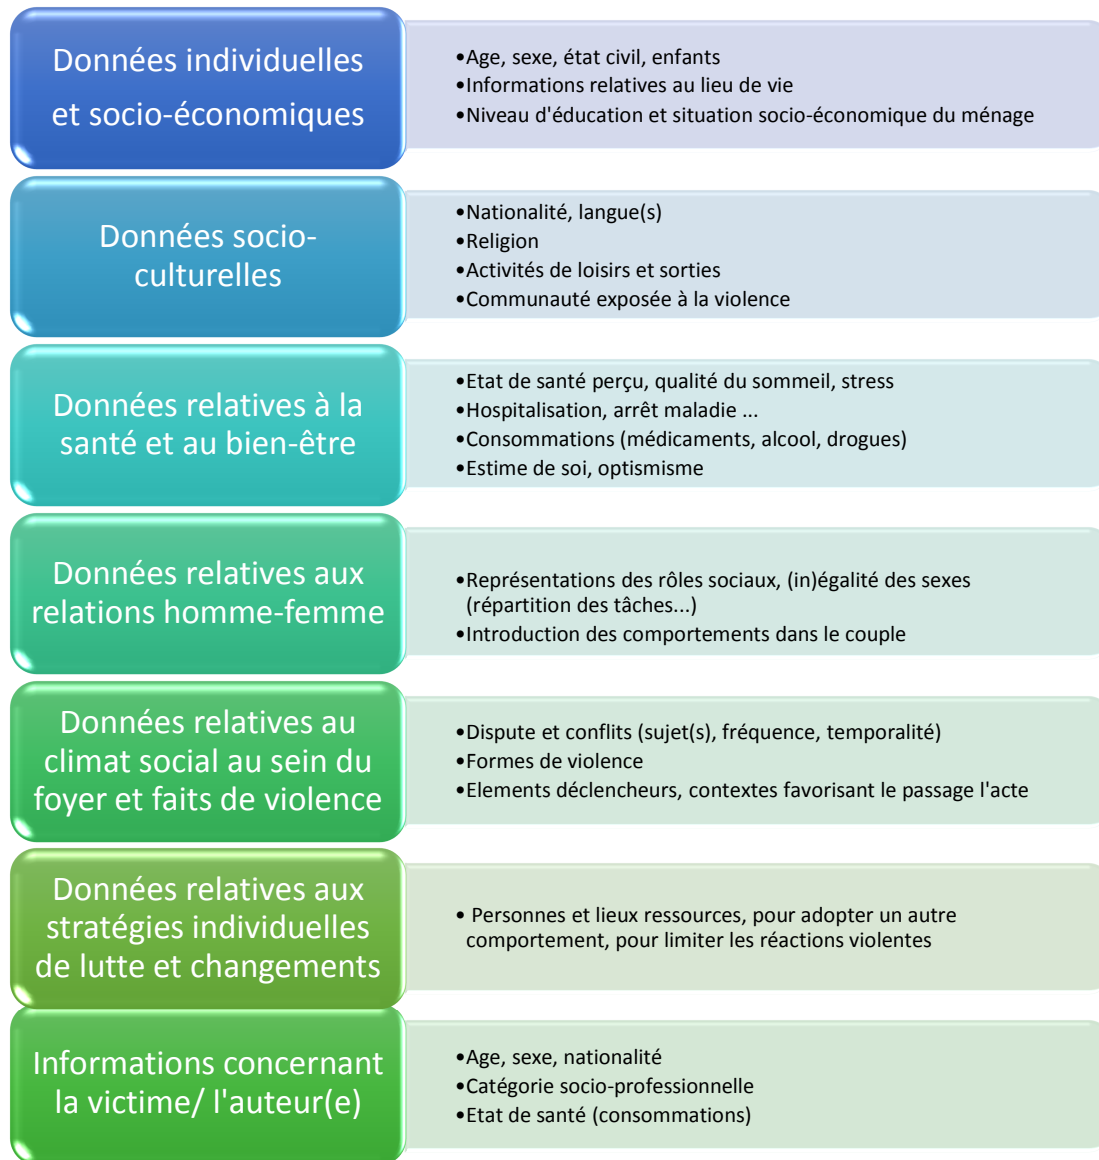 Données individuelles
et socio-économiques
•Age, sexe, état civil, enfants
•Informations relatives au lieu de vie
•Niveau d'éducation et situation socio-économique du ménage
Données socio-
culturelles
•Nationalité, langue(s)
•Religion
•Activités de loisirs et sorties
•Communauté exposée à la violence
Données relatives à la
santé et au bien-être
•Etat de santé perçu, qualité du sommeil, stress
•Hospitalisation, arrêt maladie ...
•Consommations (médicaments, alcool, drogues)
•Estime de soi, optismisme
Données relatives aux
relations homme-femme
•Représentations des rôles sociaux, (in)égalité des sexes
(répartition des tâches...)
•Introduction des comportements dans le couple
Données relatives au
climat social au sein du
foyer et faits de violence
•Dispute et conflits (sujet(s), fréquence, temporalité)
•Formes de violence
•Elements déclencheurs, contextes favorisant le passage l'acte
Données relatives aux
stratégies individuelles
de lutte et changements
• Personnes et lieux ressources, pour adopter un autre
comportement, pour limiter les réactions violentes
Informations concernant
la victime/ l'auteur(e)
•Age, sexe, nationalité
•Catégorie socio-professionnelle
•Etat de santé (consommations)